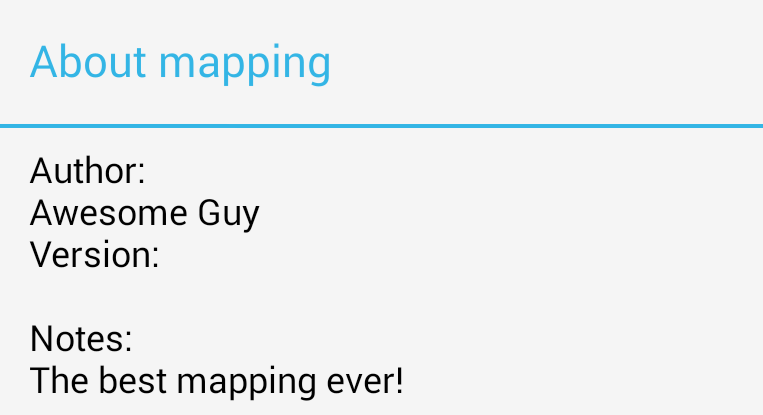 About mapping
Author:
Awesome Guy
Version:
Notes:
The best mapping ever!